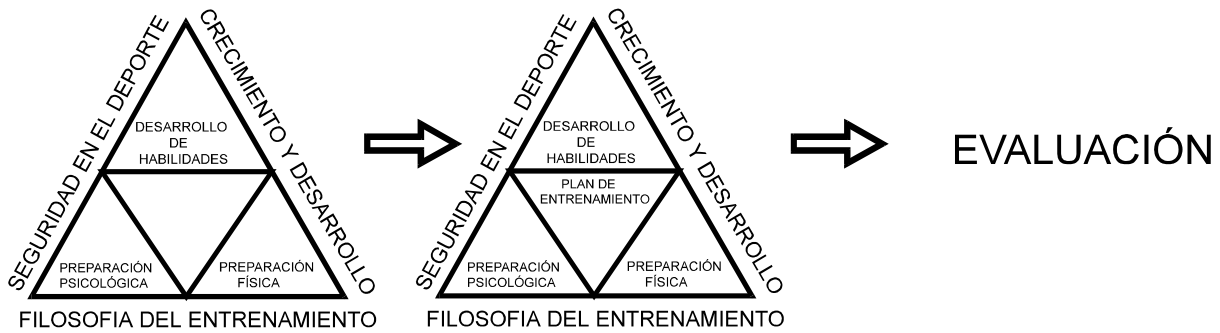 SEGURIDAD EN EL DEPORTE
CRECIMIENTO Y DESARROLLO
DESARROLLO
DE
HABILIDADES
PREPARACIÓN
PSICOLÓGICA
PREPARACIÓN
FÍSICA
FILOSOFIA DEL ENTRENAMIENTO
SEGURIDAD EN EL DEPORTE
CRECIMIENTO Y DESARROLLO
DESARROLLO
DE
HABILIDADES
PLAN DE
ENTRENAMIENTO
PREPARACIÓN
PSICOLÓGICA
PREPARACIÓN
FÍSICA
FILOSOFIA DEL ENTRENAMIENTO
EVALUACIÓN